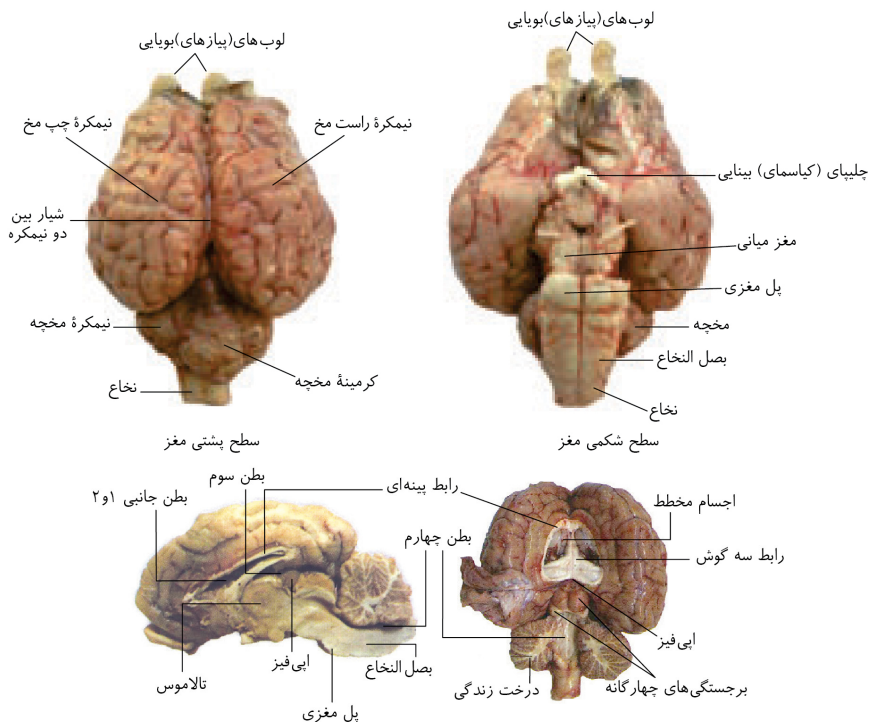 لوب‌های(پیازهای)بویایی
نیمکرهٔ چپ مخ
نیمکرهٔ راست مخ
شیار بین
دو نیمکره
نیمکرهٔ مخچه
کرمینهٔ مخچه
نخاع
سطح پشتی مغز
لوب‌های(پیازهای)بویایی
چلیپای (کیاسمای) بینایی
مغز میانی
پل مغزی
مخچه
بصل النخاع
نخاع
سطح شکمی مغز
بطن سوم
رابط پینه‌ای
بطن جانبی ۱و۲
بطن چهارم
تالاموس
اپی‌فیز
بصل‌النخاع
پل مغزی
اجسام مخطط
رابط سه گوش
اپی‌فیز
برجستگی‌های چهارگانه
درخت زندگی